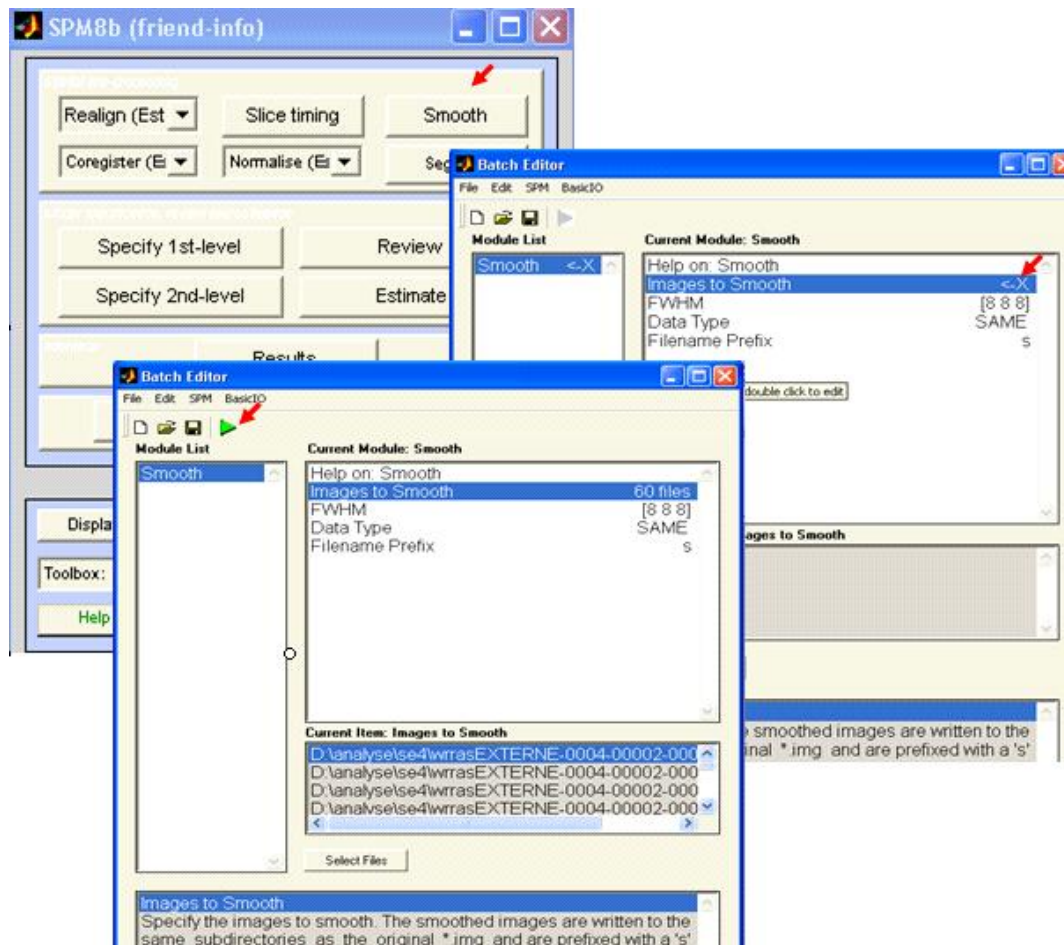 SPM8b (friend-info)
Realign (Est
Slice timing
Smooth
Coregister (E
Normalise (E
Seg
Specify 1st-level
Review
Specify 2nd-level
Estimate
Results
Displa
Toolbox:
Help
Batch Editor
File Edit SPM BasicIO
Module List
Smooth <-X
Current Module: Smooth
Help on: Smooth
Images to Smooth <-X
FWHM [8 8 8]
Data Type SAME
Filename Prefix s
double click to edit
ages to Smooth
smoothed images are written to the
inal *.img and are prefixed with a 's'
Batch Editor
File Edit SPM BasicIO
Module List
Smooth
Current Module: Smooth
Help on: Smooth
Images to Smooth 60 files
FWHM [8 8 8]
Data Type SAME
Filename Prefix s
Current Item: Images to Smooth
D:\analyse\se4\wrrasEXTERNE-0004-00002-000
D:\analyse\se4\wrrasEXTERNE-0004-00002-000
D:\analyse\se4\wrrasEXTERNE-0004-00002-000
D:\analyse\se4\wrrasEXTERNE-0004-00002-000
Select Files
Images to Smooth
Specify the images to smooth. The smoothed images are written to the
same subdirectories as the original *.img and are prefixed with a 's'